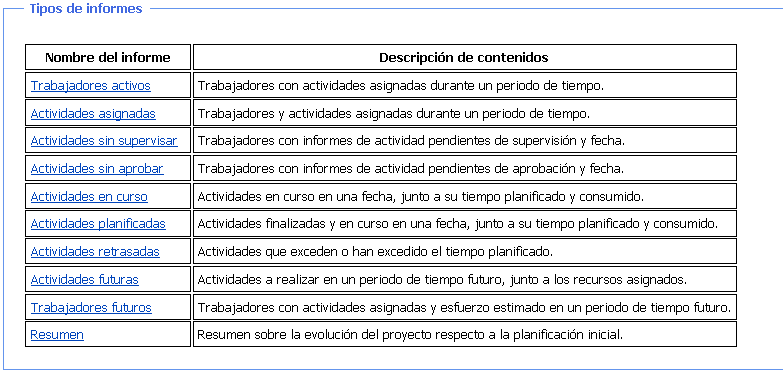 Tipos de informes
Nombre del informe Descripción de contenidos
Trabajadores activos Trabajadores con actividades asignadas durante un periodo de tiempo.
Actividades asignadas Trabajadores y actividades asignadas durante un periodo de tiempo.
Actividades sin supervisar Trabajadores con informes de actividad pendientes de supervisión y fecha.
Actividades sin aprobar Trabajadores con informes de actividad pendientes de aprobación y fecha.
Actividades en curso Actividades en curso en una fecha, junto a su tiempo planificado y consumido.
Actividades planificadas Actividades finalizadas y en curso en una fecha, junto a su tiempo planificado y consumido.
Actividades retrasadas Actividades que exceden o han excedido el tiempo planificado.
Actividades futuras Actividades a realizar en un periodo de tiempo futuro, junto a los recursos asignados.
Trabajadores futuros Trabajadores con actividades asignadas y esfuerzo estimado en un periodo de tiempo futuro.
Resumen Resumen sobre la evolución del proyecto respecto a la planificación inicial.